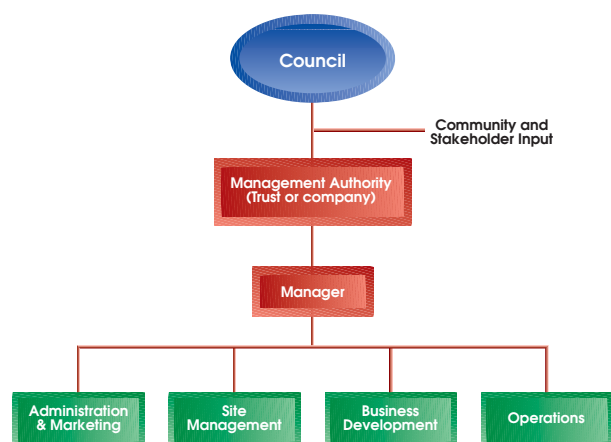 Council
Community and
Stakeholder Input
Management Authority
(Trust or company)
Manager
Administration
& Marketing
Site
Management
Business
Development
Operations